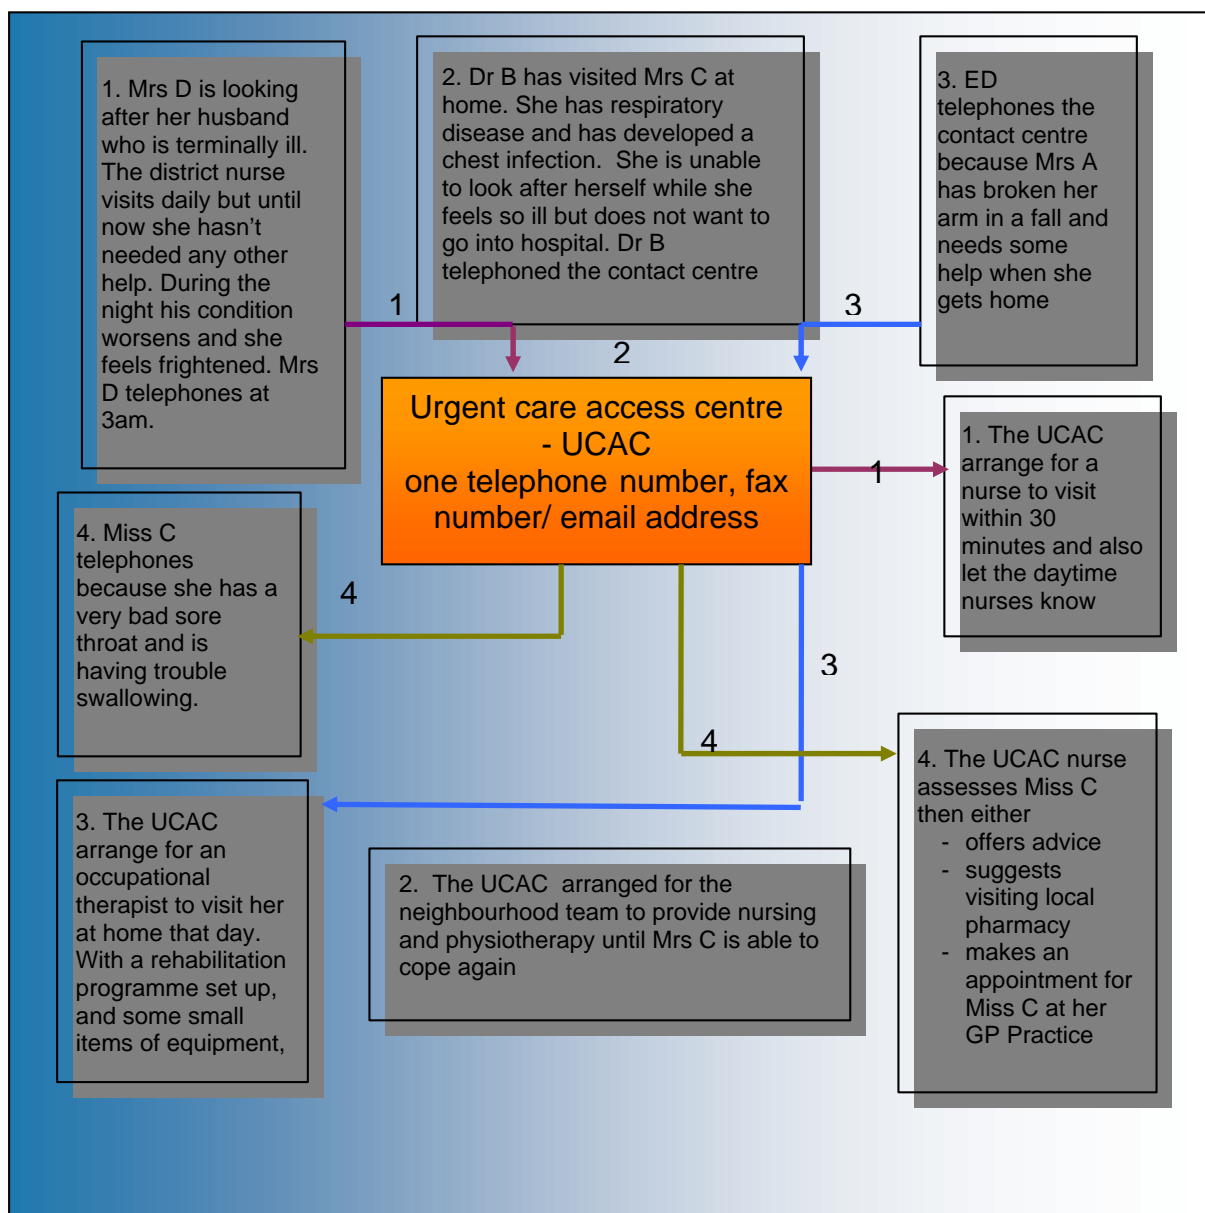 1. Mrs D is looking
after her husband
who is terminally ill.
The district nurse
visits daily but until
now she hasn’t
needed any other
help. During the
night his condition
worsens and she
feels frightened. Mrs
D telephones at
3am.
2. Dr B has visited Mrs C at
home. She has respiratory
disease and has developed a
chest infection.  She is unable
to look after herself while she
feels so ill but does not want to
go into hospital. Dr B
telephoned the contact centre
3. ED
telephones the
contact centre
because Mrs A
has broken her
arm in a fall and
needs some
help when she
gets home
1
2
3
Urgent care access centre
- UCAC
one telephone number, fax
number/ email address
1
1. The UCAC
arrange for a
nurse to visit
within 30
minutes and also
let the daytime
nurses know
4. Miss C
telephones
because she has a
very bad sore
throat and is
having trouble
swallowing.
4
3
4
4. The UCAC nurse
assesses Miss C
then either
- offers advice
- suggests
visiting local
pharmacy
- makes an
appointment for
Miss C at her
GP Practice
3. The UCAC
arrange for an
occupational
therapist to visit her
at home that day.
With a rehabilitation
programme set up,
and some small
items of equipment,
2.  The UCAC  arranged for the
neighbourhood team to provide nursing
and physiotherapy until Mrs C is able to
cope again